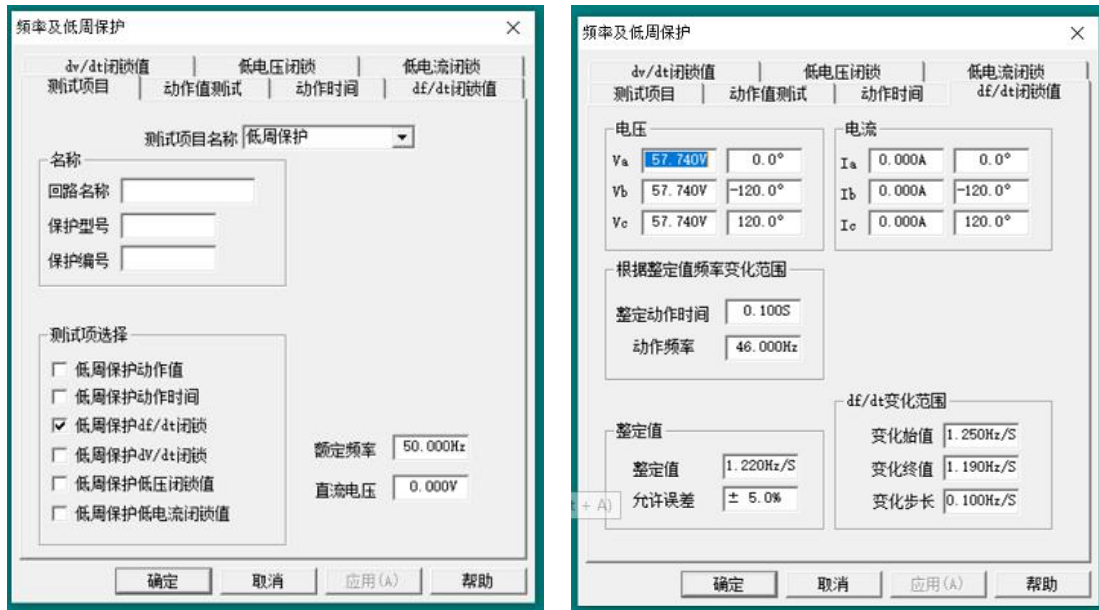 频率及低周保护
dv/dt闭锁值 低电压闭锁 低电流闭锁
测试项目 动作值测试 动作时间 df/dt闭锁值
测试项目名称 低周保护
名称
回路名称
保护型号
保护编号
测试项选择
低周保护动作值
低周保护动作时间
低周保护df/dt闭锁
低周保护dV/dt闭锁
低周保护低压闭锁值
低周保护低电流闭锁值
额定频率 50.000Hz
直流电压 0.000V
确定 取消 应用(A) 帮助
频率及低周保护
dv/dt闭锁值 低电压闭锁 低电流闭锁
测试项目 动作值测试 动作时间 df/dt闭锁值
电压
Va 57.740V 0.0°
Vb 57.740V -120.0°
Vc 57.740V 120.0°
电流
Ia 0.000A 0.0°
Ib 0.000A -120.0°
Ic 0.000A 120.0°
根据整定值频率变化范围
整定动作时间 0.100S
动作频率 46.000Hz
整定值
整定值 1.220Hz/S
允许误差 ± 5.0%
df/dt变化范围
变化始值 1.250Hz/S
变化终值 1.190Hz/S
变化步长 0.100Hz/S
+ A)
确定 取消 应用(A) 帮助